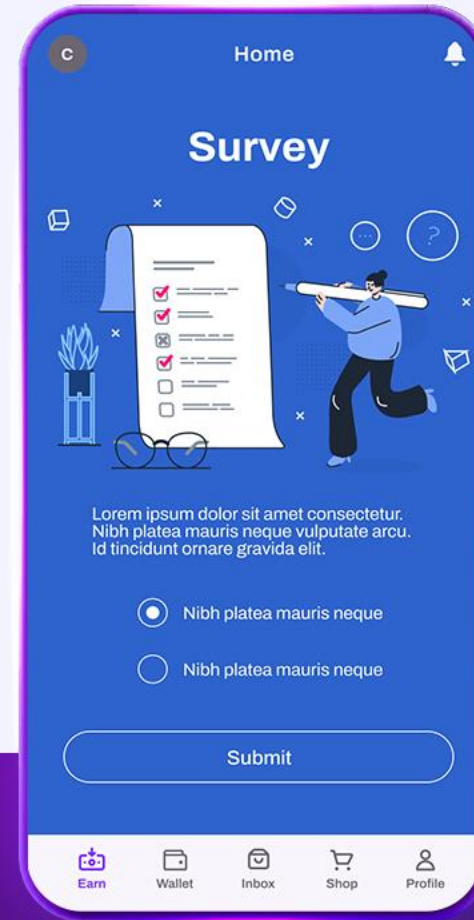 C
Home
Survey
?
Lorem ipsum dolor sit amet consectetur.
Nibh platea mauris neque vulputate arcu.
Id tincidunt ornare gravida elit.
Nibh platea mauris neque
Nibh platea mauris neque
Submit
Earn
Wallet
Inbox
Shop
Profile